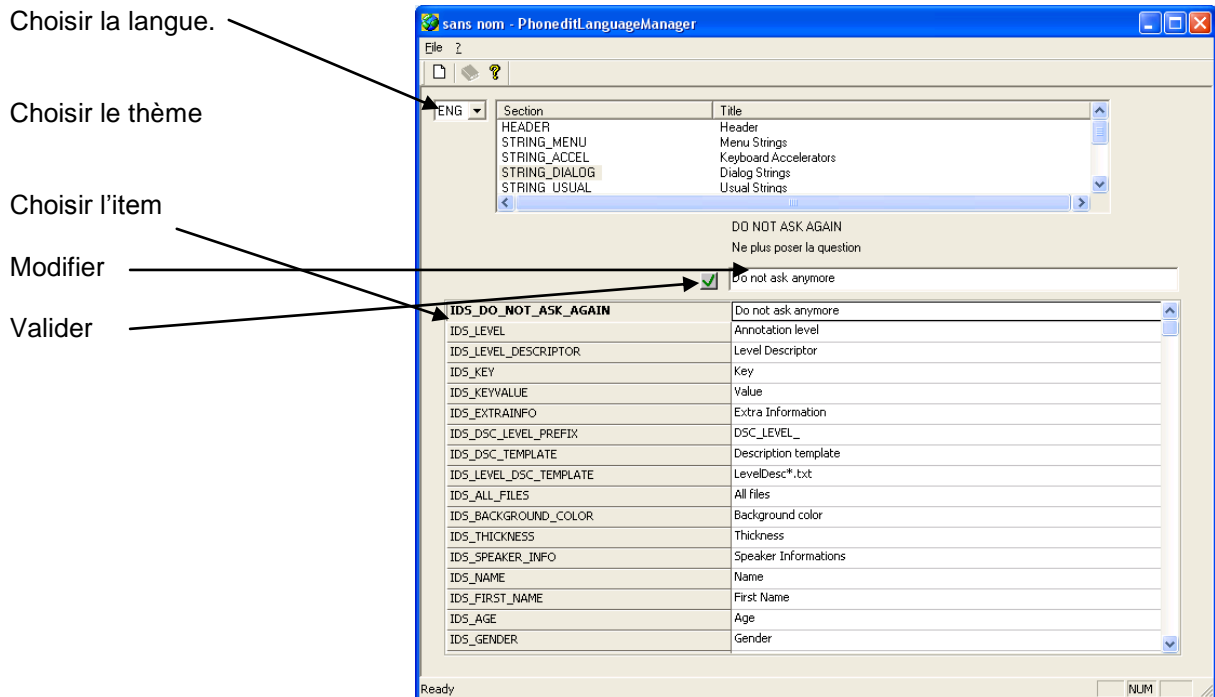 Choisir la langue.
Choisir le thème
Choisir l'item
Modifier
Valider
sans nom - PhoneditLanguageManager
File ?
ENG
Section Title
HEADER Header
STRING_MENU Menu Strings
STRING_ACCEL Keyboard Accelerators
STRING_DIALOG Dialog Strings
STRING_USUAL Usual Strings
DO NOT ASK AGAIN
Ne plus poser la question
Do not ask anymore
IDS_DO_NOT_ASK_AGAIN Do not ask anymore
IDS_LEVEL Annotation level
IDS_LEVEL_DESCRIPTOR Level Descriptor
IDS_KEY Key
IDS_KEYVALUE Value
IDS_EXTRAINFO Extra Information
IDS_DSC_LEVEL_PREFIX DSC_LEVEL_
IDS_DSC_TEMPLATE Description template
IDS_LEVEL_DSC_TEMPLATE LevelDesc*.txt
IDS_ALL_FILES All files
IDS_BACKGROUND_COLOR Background color
IDS_THICKNESS Thickness
IDS_SPEAKER_INFO Speaker Informations
IDS_NAME Name
IDS_FIRST_NAME First Name
IDS_AGE Age
IDS_GENDER Gender
Ready NUM